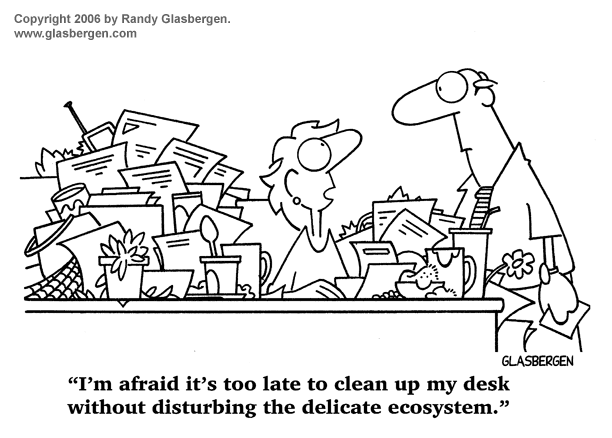 Copyright 2006 by Randy Glasbergen.
www.glasbergen.com
GLASBERGEN
“I’m afraid it’s too late to clean up my desk
without disturbing the delicate ecosystem.”